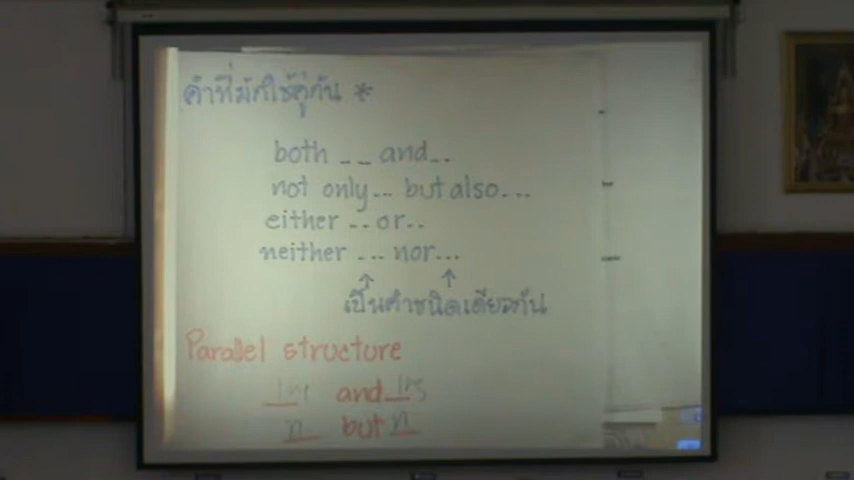 คำที่มักใช้คู่กัน *
both _ _ and..
not only... but also...
either ... or..
neither ... nor...
↑ ↑
เป็นคำชนิดเดียวกัน
Parallel structure
and
n but n